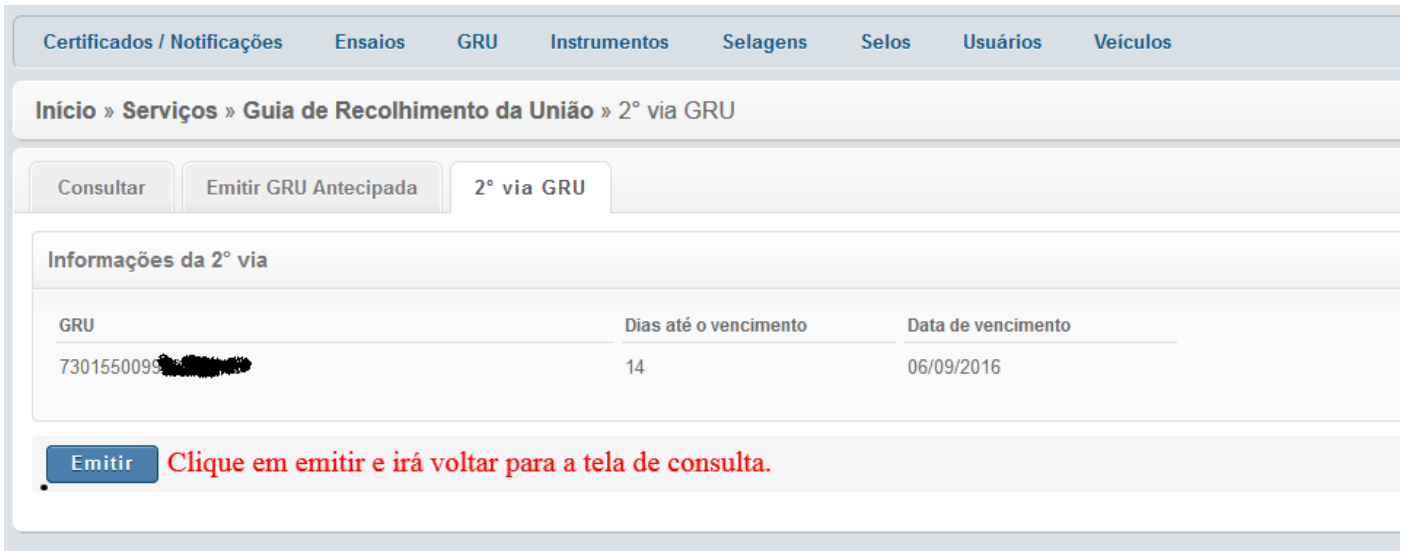 Certificados / Notificações Ensaios GRU Instrumentos Selagens Selos Usuários Veículos
Início » Serviços » Guia de Recolhimento da União » 2° via GRU
Consultar Emitir GRU Antecipada 2° via GRU
Informações da 2° via
GRU Dias até o vencimento Data de vencimento
7301550099 14 06/09/2016
Emitir Clique em emitir e irá voltar para a tela de consulta.